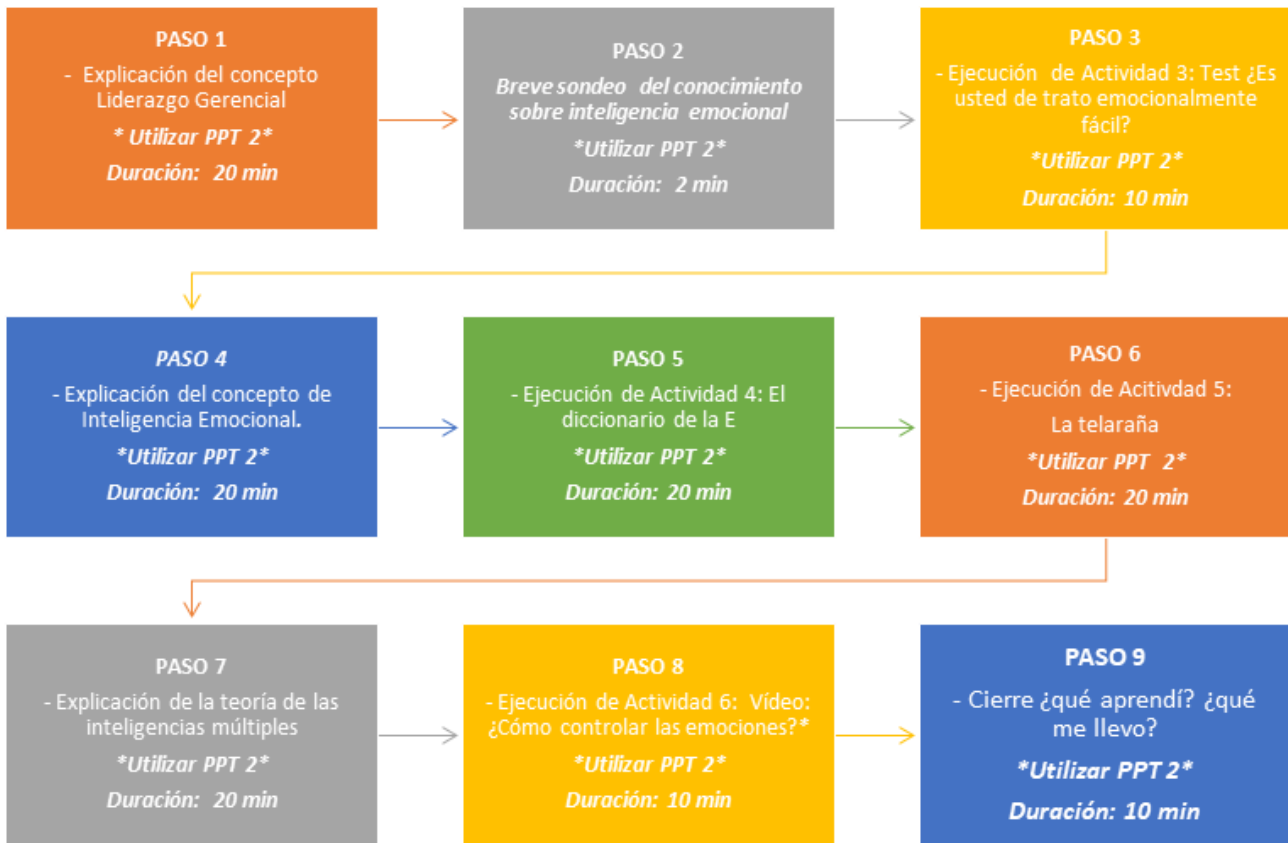 PASO 1
- Explicación del concepto
Liderazgo Gerencial
* Utilizar PPT 2*
Duración: 20 min
PASO 2
Breve sondeo del conocimiento
sobre inteligencia emocional
*Utilizar PPT 2*
Duración: 2 min
PASO 3
- Ejecución de Actividad 3: Test ¿Es
usted de trato emocionalmente
fácil?
*Utilizar PPT 2*
Duración: 10 min
PASO 4
- Explicación del concepto de
Inteligencia Emocional.
*Utilizar PPT 2*
Duración: 20 min
PASO 5
- Ejecución de Actividad 4: El
diccionario de la E
*Utilizar PPT 2*
Duración: 20 min
PASO 6
- Ejecución de Acitivdad 5:
La telaraña
*Utilizar PPT 2*
Duración: 20 min
PASO 7
- Explicación de la teoría de las
inteligencias múltiples
*Utilizar PPT 2*
Duración: 20 min
PASO 8
- Ejecución de Actividad 6: Vídeo:
¿Cómo controlar las emociones?*
*Utilizar PPT 2*
Duración: 10 min
PASO 9
- Cierre ¿qué aprendí? ¿qué
me llevo?
*Utilizar PPT 2*
Duración: 10 min